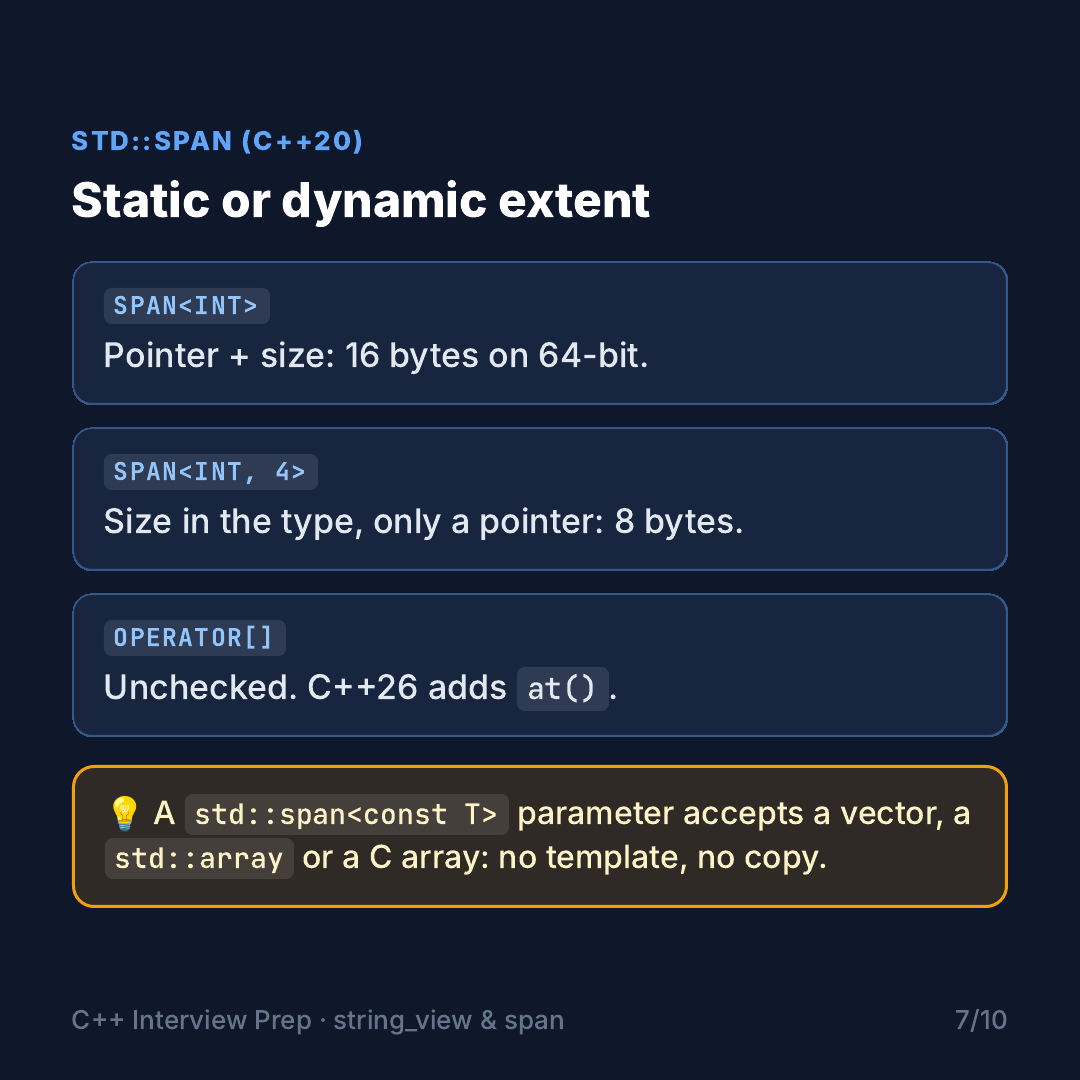 STD::SPAN (C++20)
Static or dynamic extent
SPAN<INT>
Pointer + size: 16 bytes on 64-bit.
SPAN<INT, 4>
Size in the type, only a pointer: 8 bytes.
OPERATOR[]
Unchecked. C++26 adds at().
💡 A std::span<const T> parameter accepts a vector, a
std::array or a C array: no template, no copy.
C++ Interview Prep · string_view & span
7/10